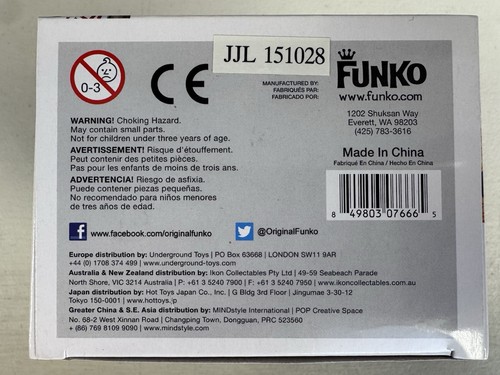 JJL 151028
0-3
CE
MANUFACTURED BY:
FABRIQUÉS PAR:
FABRICADO POR:
FUNKO
www.funko.com
1202 Shuksan Way
Everett, WA 98203
(425) 783-3616
WARNING! Choking Hazard.
May contain small parts.
Not for children under three years of age.
AVERTISSEMENT! Risque d'étouffement.
Peut contenir des petites pièces.
Pas pour les enfants de moins de trois ans.
ADVERTENCIA! Riesgo de asfixia.
Puede contener piezas pequeñas.
No recomendado para niños menores
de tres años de edad.
Made In China
Fabriqué En China / Hecho En China
8 49803 07666 5
www.facebook.com/originalfunko
@OriginalFunko
Europe distribution by: Underground Toys | PO Box 63668 | LONDON SW11 9AR
+44 (0) 1708 374 499 | www.underground-toys.com
Australia & New Zealand distribution by: Ikon Collectables Pty Ltd | 49-59 Seabeach Parade
North Shore, VIC 3214 Australia | P: +61 3 5240 7900 | F: +61 3 5240 7950 | www.ikoncollectables.com.au
Japan distribution by: Hot Toys Japan Co., Inc. | G Bldg 3rd Floor | Jingumae 3-30-12
Tokyo 150-0001 | www.hottoys.jp
Greater China & S.E. Asia distribution by: MINDstyle International | POP Creative Space
No. 68-2 West Xinnan Road | Changping Town, Dongguan, PRC 523560
+ (86) 769 8109 9090 | www.mindstyle.com